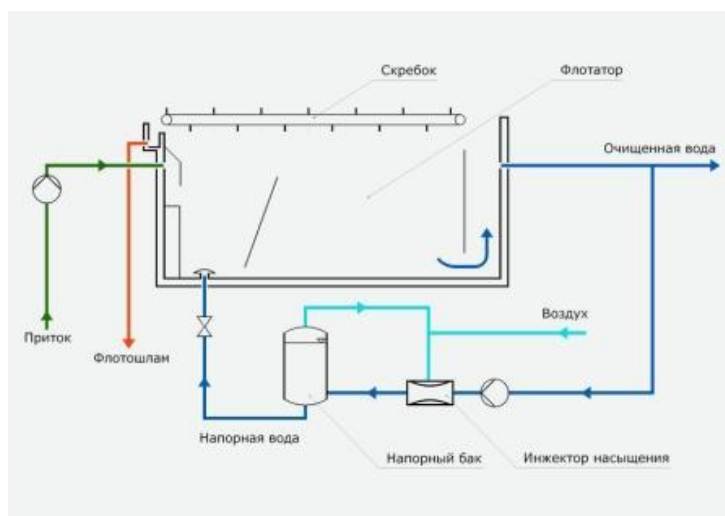 Скребок
Флотатор
Очищенная вода
Приток
Флотошлам
Воздух
Напорная вода
Напорный бак
Инжектор насыщения